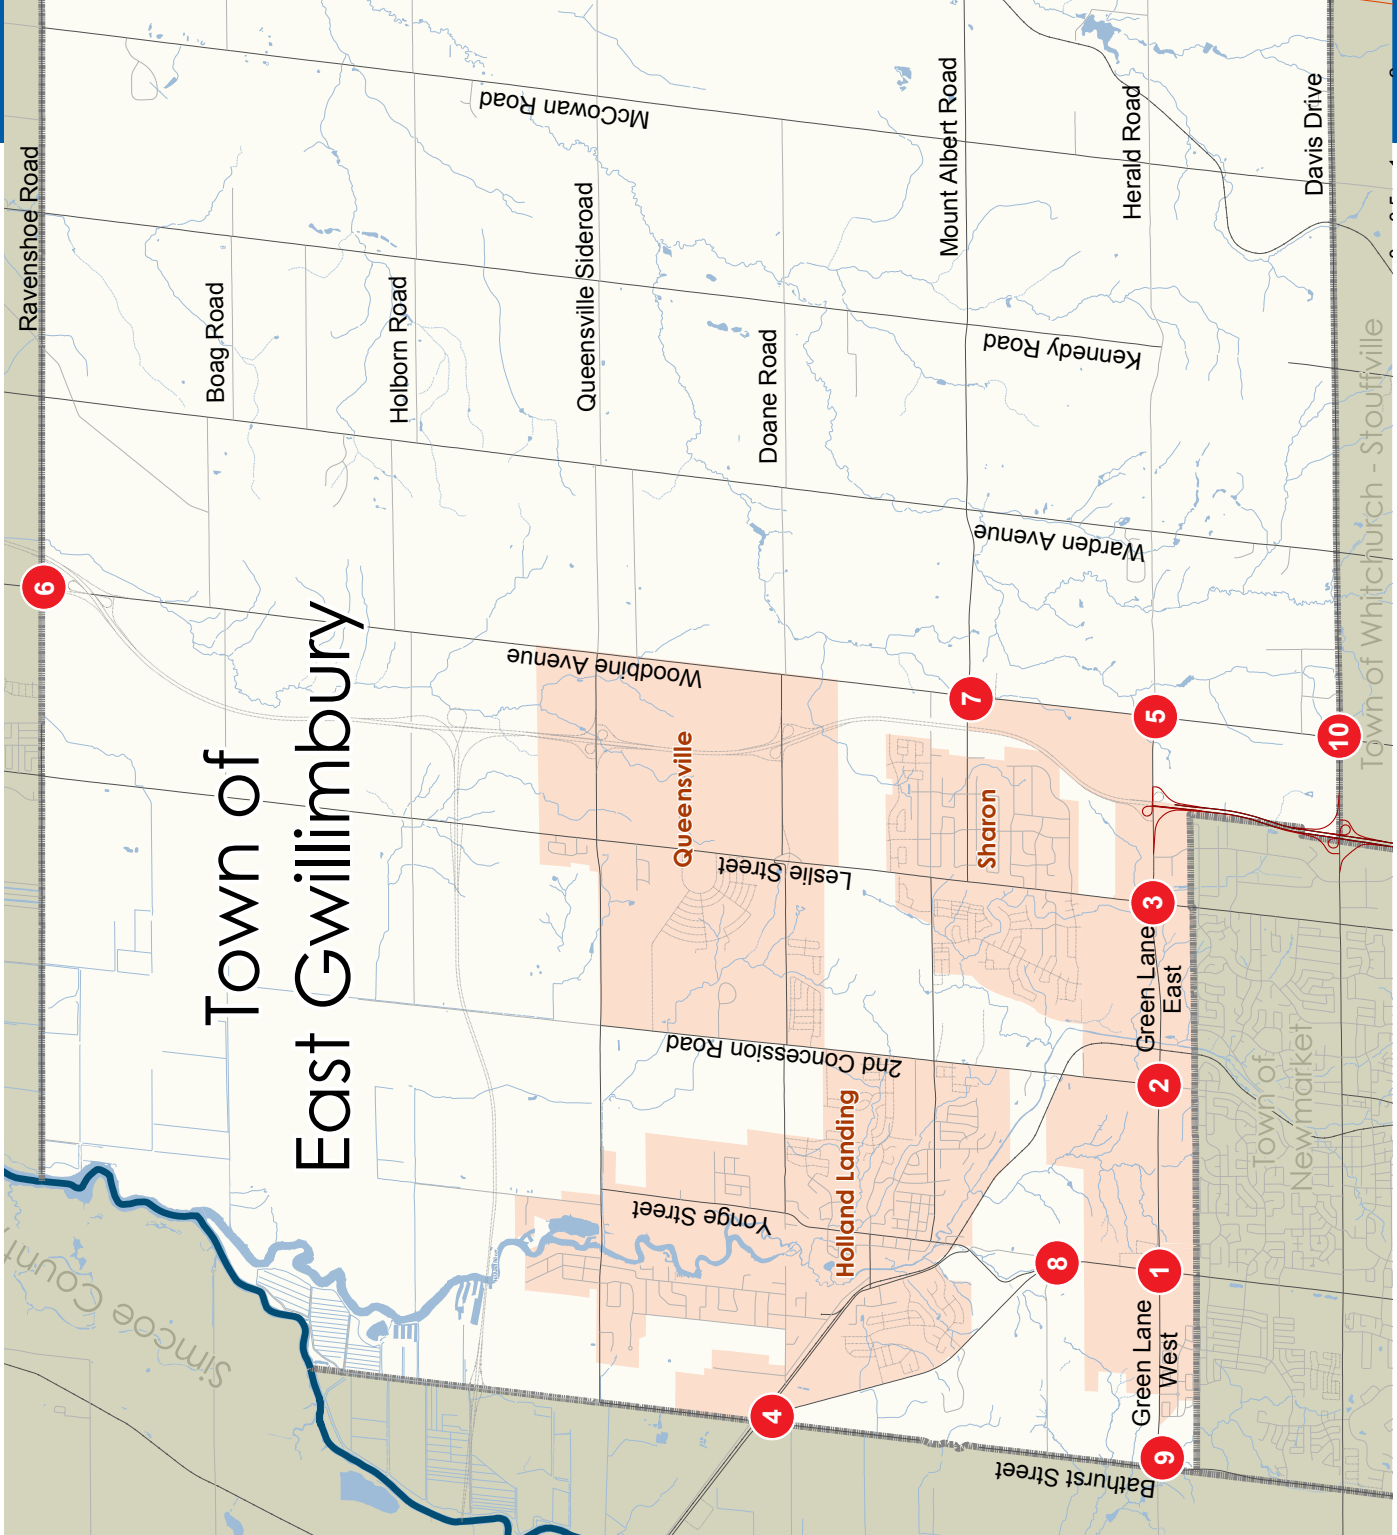 Ravenshoe Road
Boag Road
Holborn Road
Queensville Sideroad
Doane Road
Mount Albert Road
Herald Road
Davis Drive
McCowan Road
Kennedy Road
Warden Avenue
Woodbine Avenue
Leslie Street
2nd Concession Road
Yonge Street
Bathurst Street
Green Lane
East
Green Lane
West
Town of
East Gwillimbury
Queensville
Sharon
Holland Landing
Town of
Newmarket
Town of Whitchurch - Stouffville
Simcoe Count
6
7
5
10
3
2
8
1
4
9